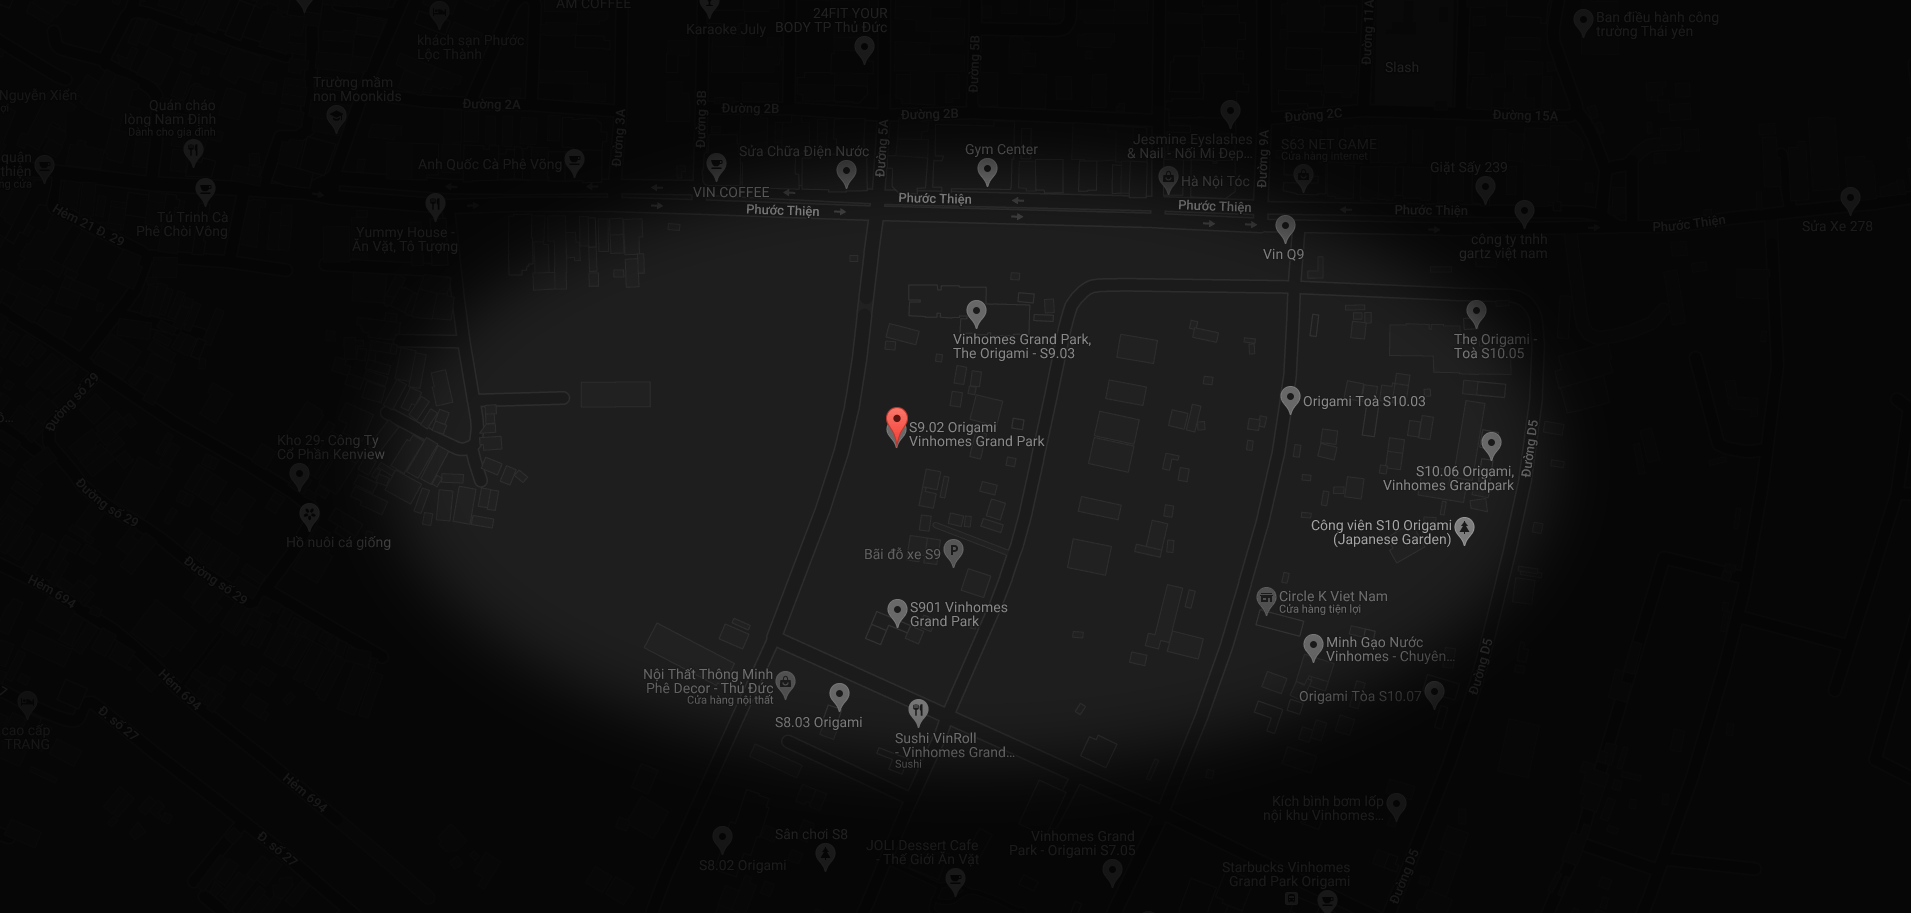 AM COFFEE
24FIT YOUR
BODY TP Thủ Đức
Karaoke July
khách sạn Phước
Lộc Thành
Đường 5B
Đường 11A
Ban điều hành công
trường Thái yên
Slash
Trường mầm
non Moonkids
Nguyễn Xiển
Quán cháo
lòng Nam Định
Dành cho gia đình
Đường 2A
Đường 3A
Đường 3B
Đường 2B
Đường 5A
Đường 2B
Đường 9A
Đường 2C
Đường 15A
quán
thiện
Anh Quốc Cà Phê Võng
Sửa Chữa Điện Nước
Gym Center
Jesmine Eyslashes
& Nail - Nối Mi Đẹp...
S63 NET GAME
Cửa hàng internet
Giặt Sấy 239
Hà Nội Tóc
VIN COFFEE
Phước Thiện
Phước Thiện
Phước Thiện
Phước Thiện
Phước Thiện
Hẻm 21 Đ. 29
Tú Trinh Cà
Phê Chòi Võng
Yummy House -
Ăn Vặt, Tô Tượng
Vin Q9
công ty tnhh
gartz việt nam
Sửa Xe 278
Vinhomes Grand Park,
The Origami - S9.03
The Origami -
Toà S10.05
Đường số 29
Origami Toà S10.03
S9.02 Origami
Vinhomes Grand Park
Kho 29- Công Ty
Cổ Phần Kenview
Đường D5
S10.06 Origami,
Vinhomes Grandpark
Đường số 29
Hồ nuôi cá giống
Công viên S10 Origami
(Japanese Garden)
Bãi đỗ xe S9
P
Đường số 29
Hẻm 694
Circle K Viet Nam
Cửa hàng tiện lợi
S901 Vinhomes
Grand Park
Minh Gạo Nước
Vinhomes - Chuyên...
Đường D5
Nội Thất Thông Minh
Phê Decor - Thủ Đức
Cửa hàng nội thất
Hẻm 694
Origami Tòa S10.07
S8.03 Origami
Sushi VinRoll
- Vinhomes Grand...
Sushi
cao cấp
TRANG
Đ. số 27
Hẻm 694
Kích bình bơm lốp
nội khu Vinhomes...
Đ. số 27
Sân chơi S8
S8.02 Origami
JOLI Dessert Cafe
- Thế Giới Ăn Vặt
Vinhomes Grand
Park - Origami S7.05
Starbucks Vinhomes
Grand Park Origami
Đường D5